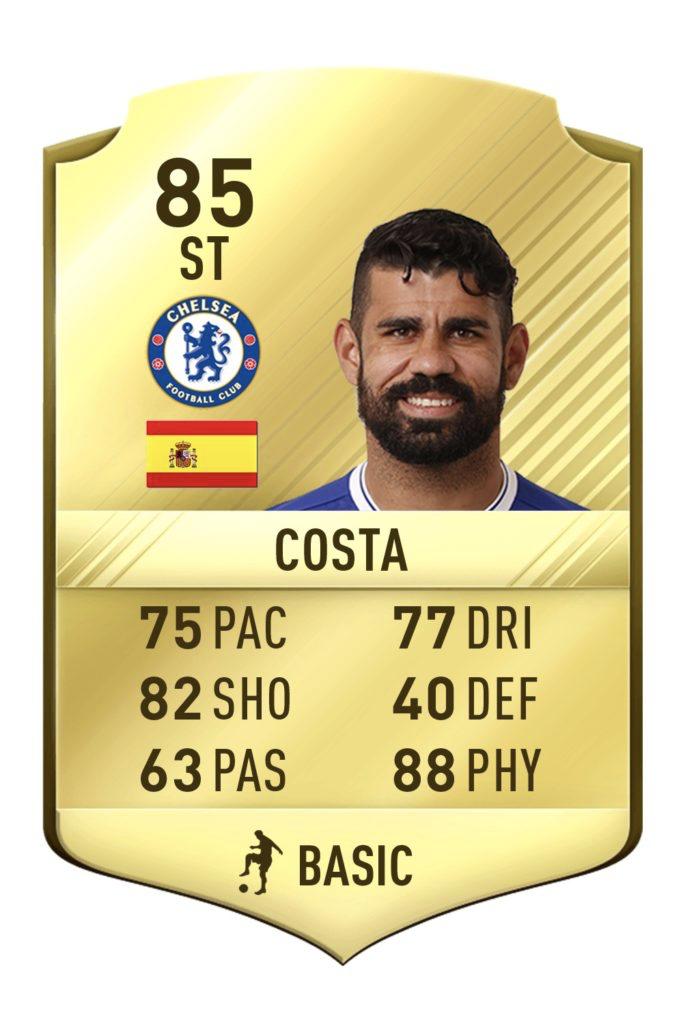 85
ST
CHELSEA
FOOTBALL CLUB
COSTA
75 PAC 77 DRI
82 SHO 40 DEF
63 PAS 88 PHY
BASIC